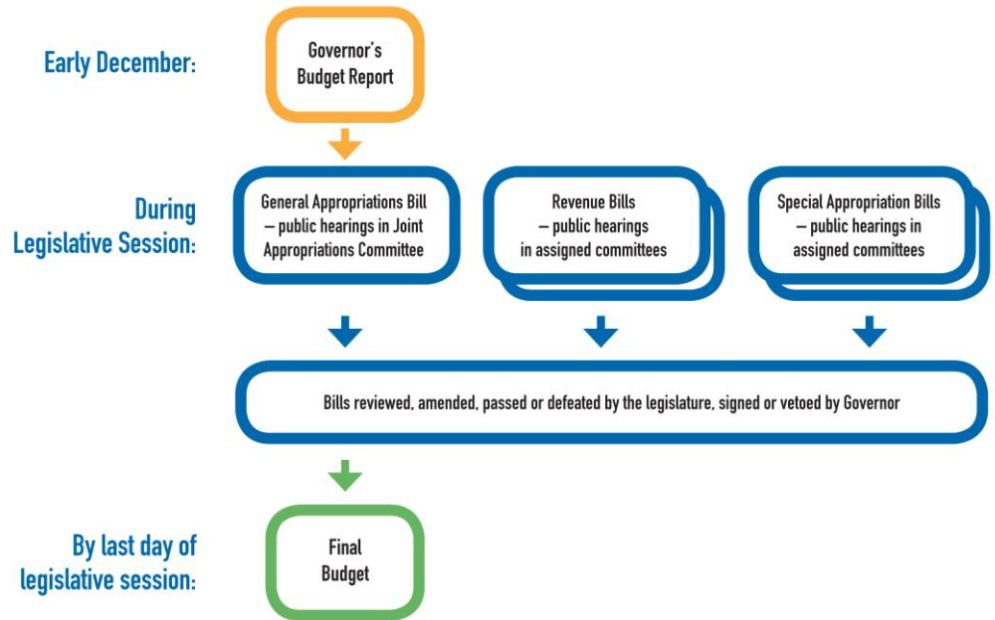 Early December:
Governor's
Budget Report
During
Legislative Session:
General Appropriations Bill
– public hearings in Joint
Appropriations Committee
Revenue Bills
– public hearings
in assigned committees
Special Appropriation Bills
– public hearings in
assigned committees
Bills reviewed, amended, passed or defeated by the legislature, signed or vetoed by Governor
By last day of
legislative session:
Final
Budget